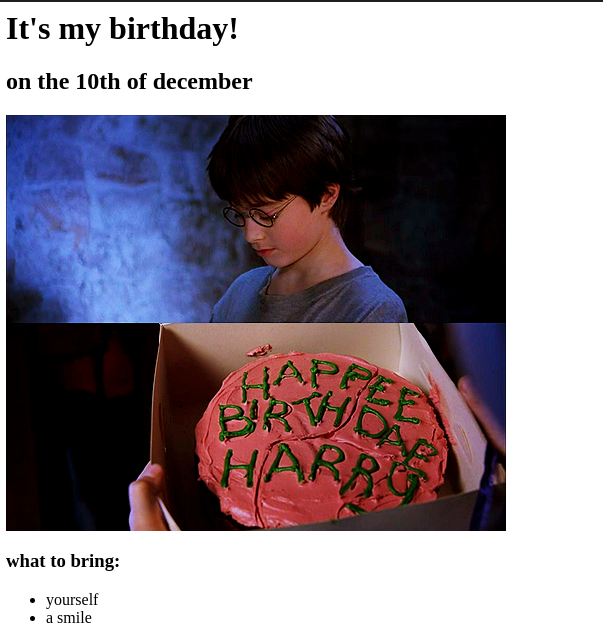 It's my birthday!
on the 10th of december
HAPPEE
BIRTHDAE
HARRY
what to bring:
yourself
a smile